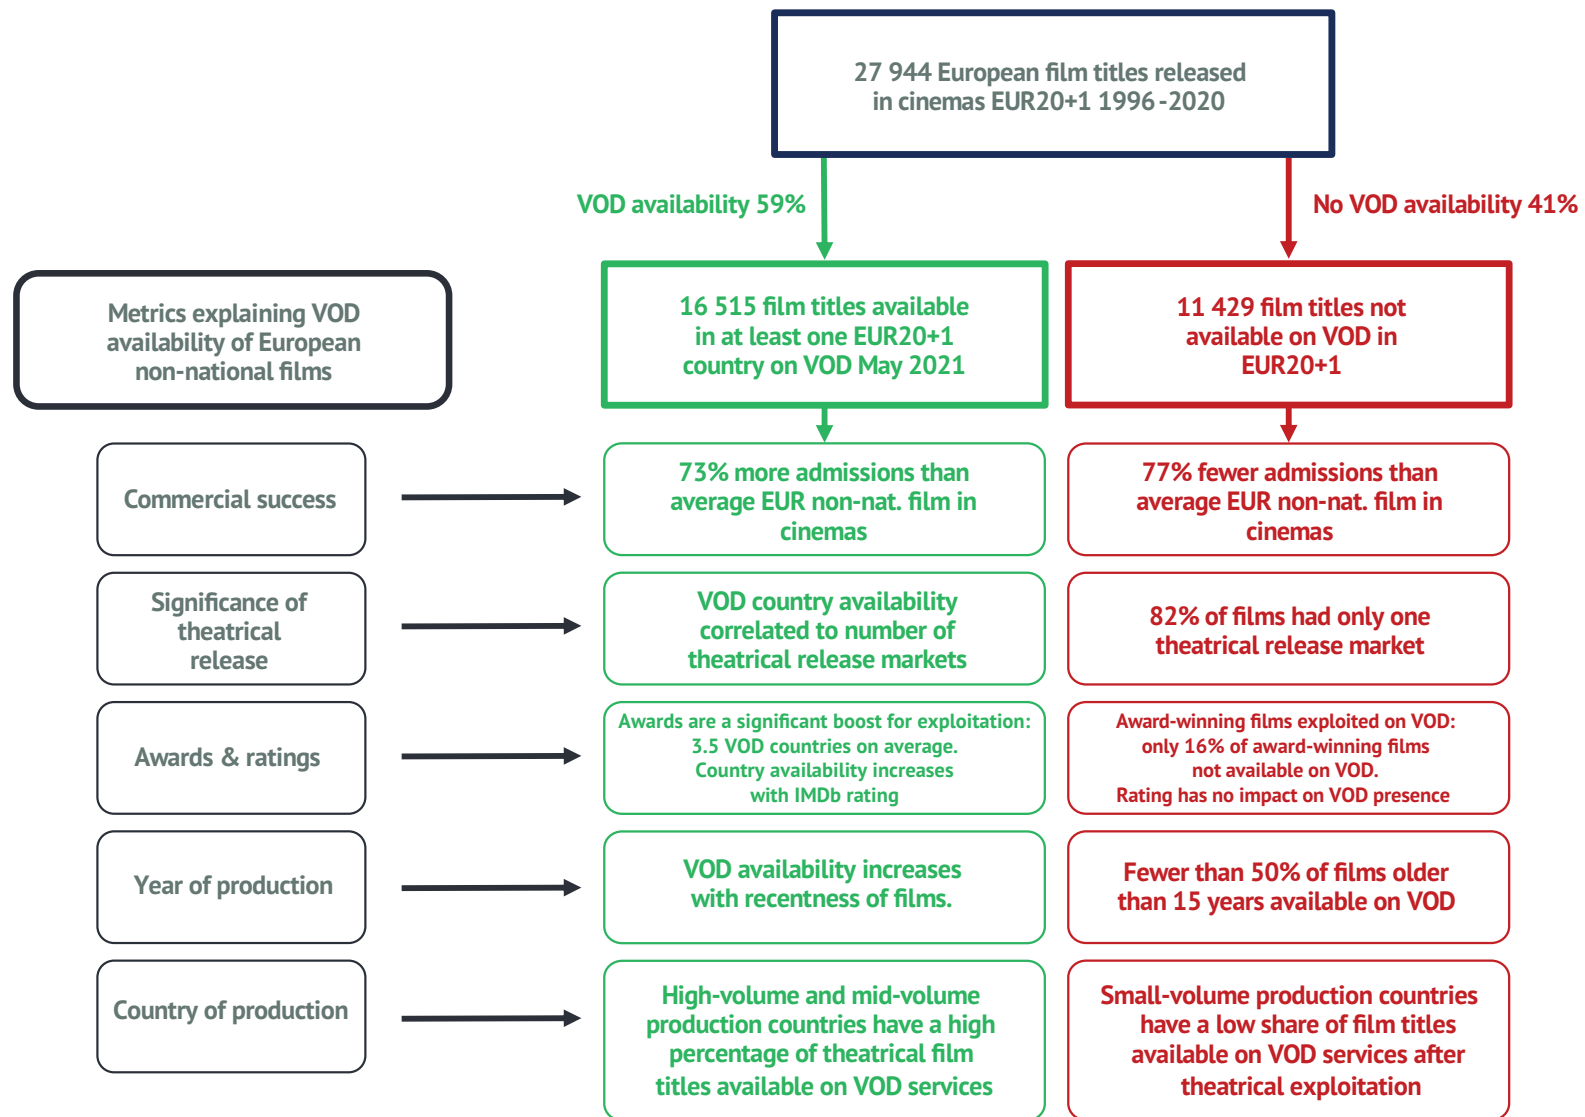 27 944 European film titles released
in cinemas EUR20+1 1996-2020
VOD availability 59%
No VOD availability 41%
Metrics explaining VOD
availability of European
non-national films
16 515 film titles available
in at least one EUR20+1
country on VOD May 2021
11 429 film titles not
available on VOD in
EUR20+1
Commercial success
73% more admissions than
average EUR non-nat. film in
cinemas
77% fewer admissions than
average EUR non-nat. film in
cinemas
Significance of
theatrical
release
VOD country availability
correlated to number of
theatrical release markets
82% of films had only one
theatrical release market
Awards & ratings
Awards are a significant boost for exploitation:
3.5 VOD countries on average.
Country availability increases
with IMDb rating
Award-winning films exploited on VOD:
only 16% of award-winning films
not available on VOD.
Rating has no impact on VOD presence
Year of production
VOD availability increases
with recentness of films.
Fewer than 50% of films older
than 15 years available on VOD
Country of production
High-volume and mid-volume
production countries have a high
percentage of theatrical film
titles available on VOD services
Small-volume production countries
have a low share of film titles
available on VOD services after
theatrical exploitation